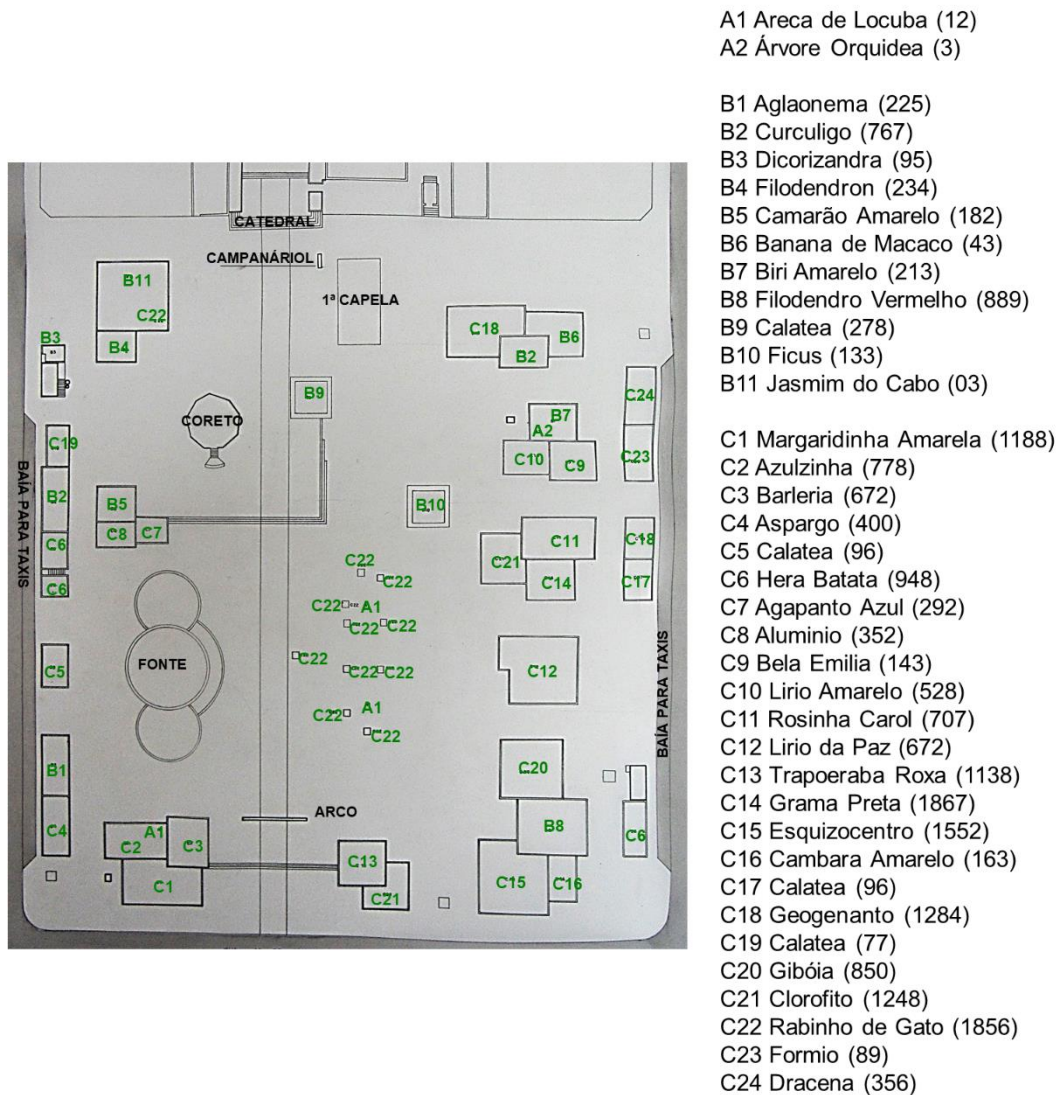 A1 Areca de Locuba (12)
A2 Árvore Orquidea (3)
B1 Aglaonema (225)
B2 Curculigo (767)
B3 Dicorizandra (95)
B4 Filodendron (234)
B5 Camarão Amarelo (182)
B6 Banana de Macaco (43)
B7 Biri Amarelo (213)
B8 Filodendro Vermelho (889)
B9 Calatea (278)
B10 Ficus (133)
B11 Jasmim do Cabo (03)
C1 Margaridinha Amarela (1188)
C2 Azulzinha (778)
C3 Barleria (672)
C4 Aspargo (400)
C5 Calatea (96)
C6 Hera Batata (948)
C7 Agapanto Azul (292)
C8 Aluminio (352)
C9 Bela Emilia (143)
C10 Lirio Amarelo (528)
C11 Rosinha Carol (707)
C12 Lirio da Paz (672)
C13 Trapoeraba Roxa (1138)
C14 Grama Preta (1867)
C15 Esquizocentro (1552)
C16 Cambara Amarelo (163)
C17 Calatea (96)
C18 Geogenanto (1284)
C19 Calatea (77)
C20 Gibóia (850)
C21 Clorofito (1248)
C22 Rabinho de Gato (1856)
C23 Formio (89)
C24 Dracena (356)
CATEDRAL
CAMPANÁRIOL
B11
1ª CAPELA
C22
C18
B6
B3
B4
B2
B9
C24
CORETO
B7
A2
C19
C10
C9
C23
BAÍA PARA TAXIS
B2
B5
B10
C8
C7
C6
C11
C18
C21
C22
C6
C22
C14
C17
C22
A1
C22
C22
FONTE
C22
C5
C22
C22
C12
BAÍA PARA TAXIS
A1
C22
C22
B1
C20
ARCO
C4
A1
C2
C3
B8
C6
C13
C1
C21
C15
C16